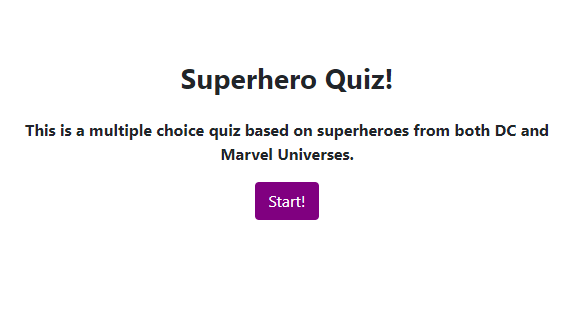 Superhero Quiz!
This is a multiple choice quiz based on superheroes from both DC and
Marvel Universes.
Start!